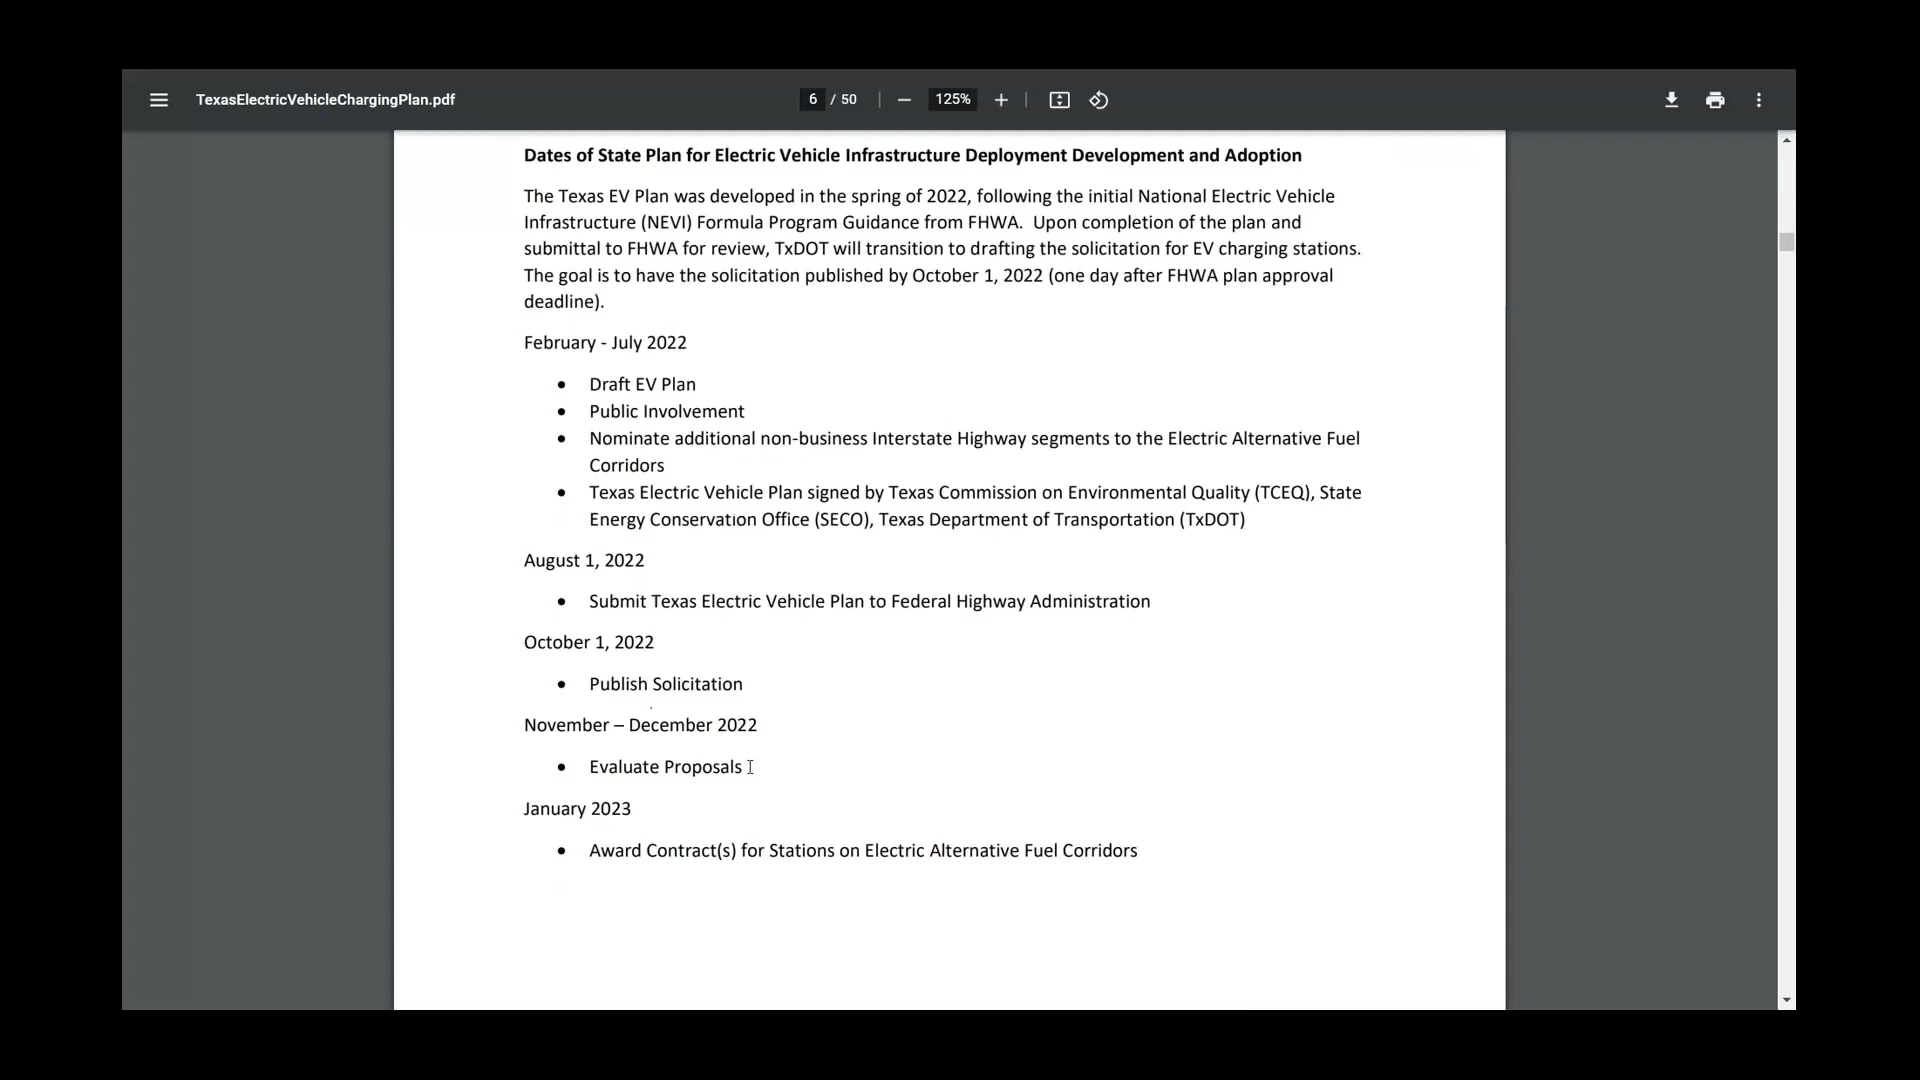 TexasElectricVehicleChargingPlan.pdf
6 / 50
125%
Dates of State Plan for Electric Vehicle Infrastructure Deployment Development and Adoption
The Texas EV Plan was developed in the spring of 2022, following the initial National Electric Vehicle
Infrastructure (NEVI) Formula Program Guidance from FHWA.  Upon completion of the plan and
submittal to FHWA for review, TxDOT will transition to drafting the solicitation for EV charging stations.
The goal is to have the solicitation published by October 1, 2022 (one day after FHWA plan approval
deadline).
February - July 2022
• Draft EV Plan
• Public Involvement
• Nominate additional non-business Interstate Highway segments to the Electric Alternative Fuel
Corridors
• Texas Electric Vehicle Plan signed by Texas Commission on Environmental Quality (TCEQ), State
Energy Conservation Office (SECO), Texas Department of Transportation (TxDOT)
August 1, 2022
• Submit Texas Electric Vehicle Plan to Federal Highway Administration
October 1, 2022
• Publish Solicitation
November – December 2022
• Evaluate Proposals
January 2023
• Award Contract(s) for Stations on Electric Alternative Fuel Corridors